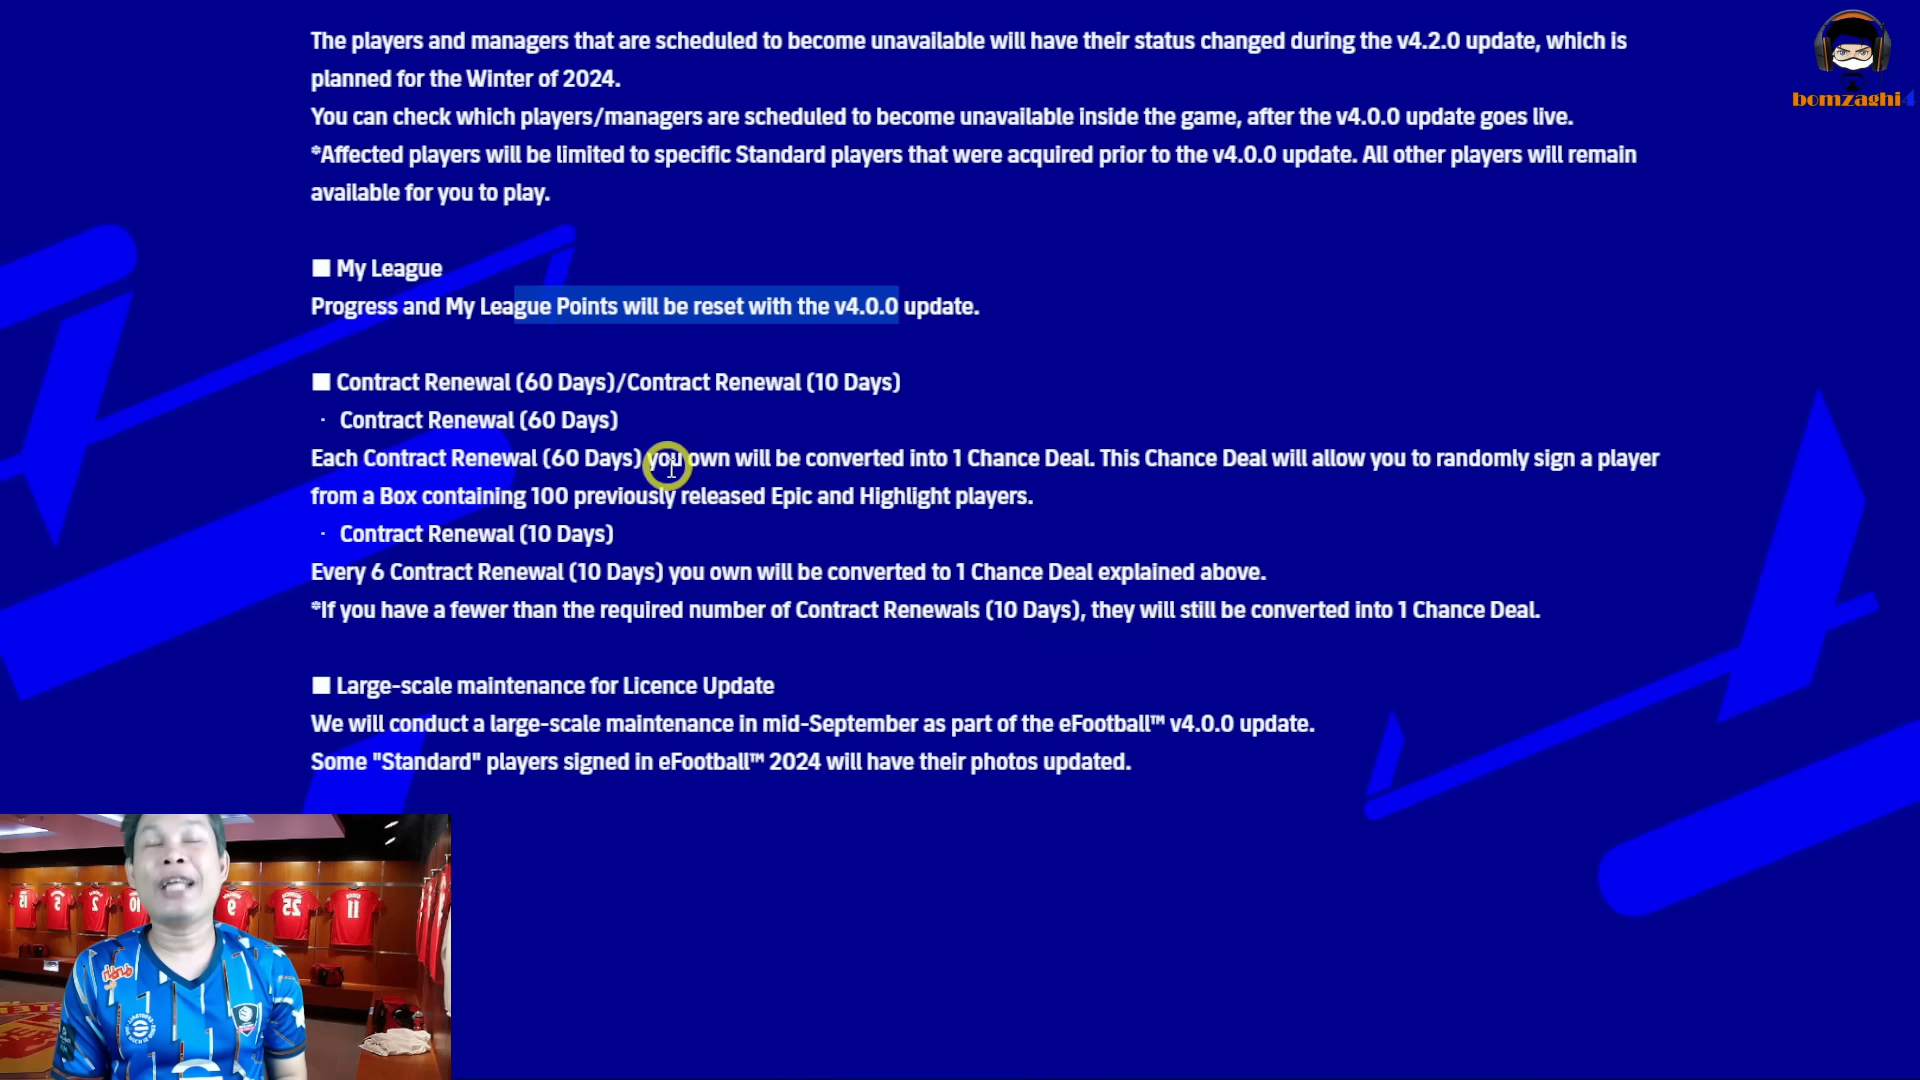 The players and managers that are scheduled to become unavailable will have their status changed during the v4.2.0 update, which is
planned for the Winter of 2024.
You can check which players/managers are scheduled to become unavailable inside the game, after the v4.0.0 update goes live.
*Affected players will be limited to specific Standard players that were acquired prior to the v4.0.0 update. All other players will remain
available for you to play.
■ My League
Progress and My League Points will be reset with the v4.0.0 update.
■ Contract Renewal (60 Days)/Contract Renewal (10 Days)
· Contract Renewal (60 Days)
Each Contract Renewal (60 Days) you own will be converted into 1 Chance Deal. This Chance Deal will allow you to randomly sign a player
from a Box containing 100 previously released Epic and Highlight players.
· Contract Renewal (10 Days)
Every 6 Contract Renewal (10 Days) you own will be converted to 1 Chance Deal explained above.
*If you have a fewer than the required number of Contract Renewals (10 Days), they will still be converted into 1 Chance Deal.
■ Large-scale maintenance for Licence Update
We will conduct a large-scale maintenance in mid-September as part of the eFootball™ v4.0.0 update.
Some "Standard" players signed in eFootball™ 2024 will have their photos updated.
bomzaghi4
15
5
2
10
9
25
11